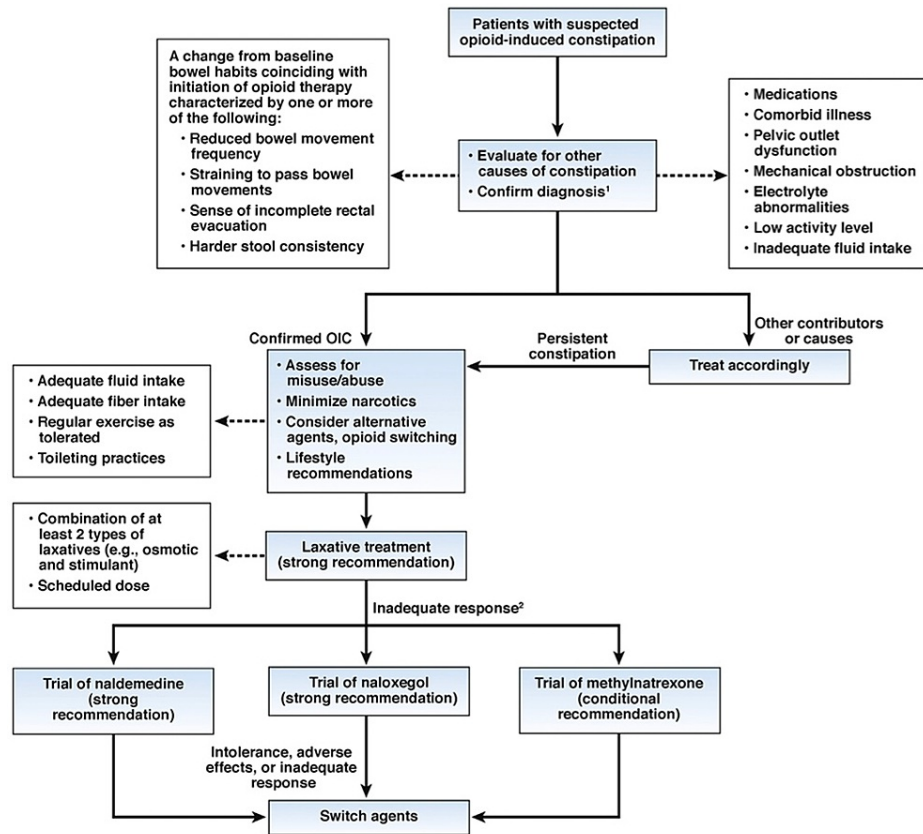 Patients with suspected
opioid-induced constipation
A change from baseline
bowel habits coinciding with
initiation of opioid therapy
characterized by one or more
of the following:
• Reduced bowel movement
frequency
• Straining to pass bowel
movements
• Sense of incomplete rectal
evacuation
• Harder stool consistency
• Evaluate for other
causes of constipation
• Confirm diagnosis¹
• Medications
• Comorbid illness
• Pelvic outlet
dysfunction
• Mechanical obstruction
• Electrolyte
abnormalities
• Low activity level
• Inadequate fluid intake
Confirmed OIC
Persistent
constipation
Other contributors
or causes
Treat accordingly
• Assess for
misuse/abuse
• Minimize narcotics
• Consider alternative
agents, opioid switching
• Lifestyle
recommendations
• Adequate fluid intake
• Adequate fiber intake
• Regular exercise as
tolerated
• Toileting practices
• Combination of at
least 2 types of
laxatives (e.g., osmotic
and stimulant)
• Scheduled dose
Laxative treatment
(strong recommendation)
Inadequate response²
Trial of naldemedine
(strong
recommendation)
Trial of naloxegol
(strong recommendation)
Trial of methylnatrexone
(conditional
recommendation)
Intolerance, adverse
effects, or inadequate
response
Switch agents